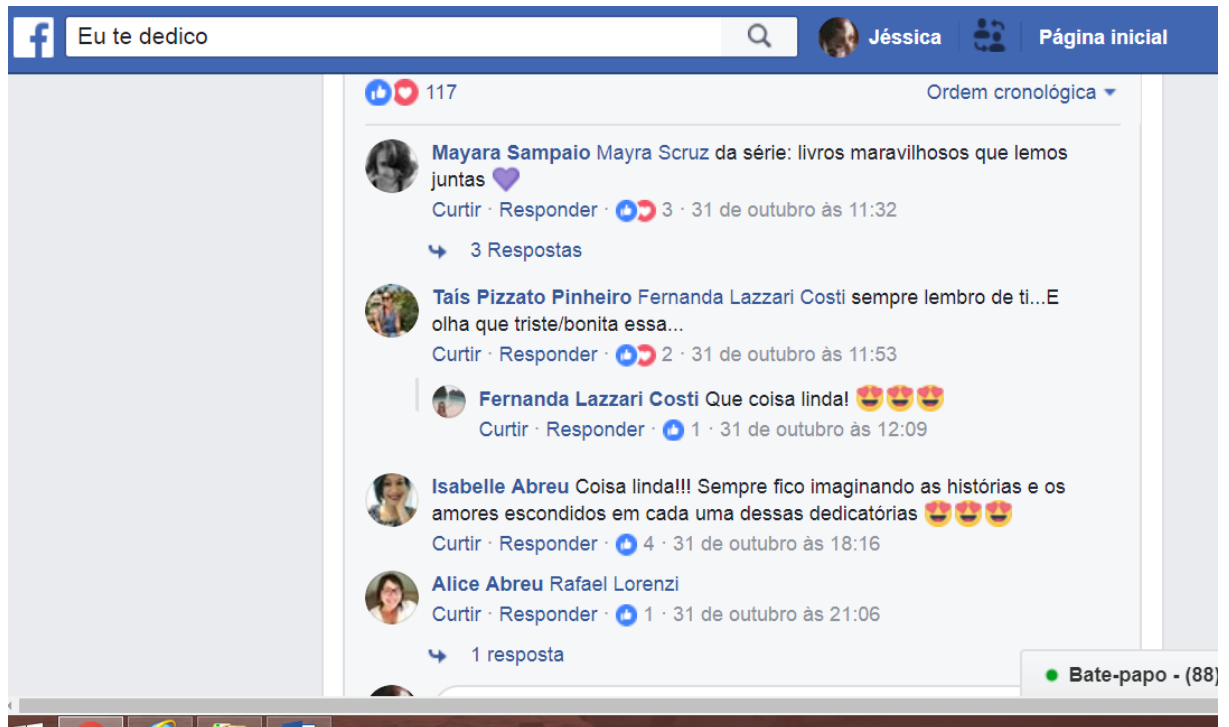 Eu te dedico
Jéssica
Página inicial
117
Ordem cronológica
Mayara Sampaio Mayra Scruz da série: livros maravilhosos que lemos
juntas 💜
Curtir · Responder · 3 · 31 de outubro às 11:32
3 Respostas
Taís Pizzato Pinheiro Fernanda Lazzari Costi sempre lembro de ti...E
olha que triste/bonita essa...
Curtir · Responder · 2 · 31 de outubro às 11:53
Fernanda Lazzari Costi Que coisa linda! 😍😍😍
Curtir · Responder · 1 · 31 de outubro às 12:09
Isabelle Abreu Coisa linda!!! Sempre fico imaginando as histórias e os
amores escondidos em cada uma dessas dedicatórias 😍😍😍
Curtir · Responder · 4 · 31 de outubro às 18:16
Alice Abreu Rafael Lorenzi
Curtir · Responder · 1 · 31 de outubro às 21:06
1 resposta
Bate-papo - (88)